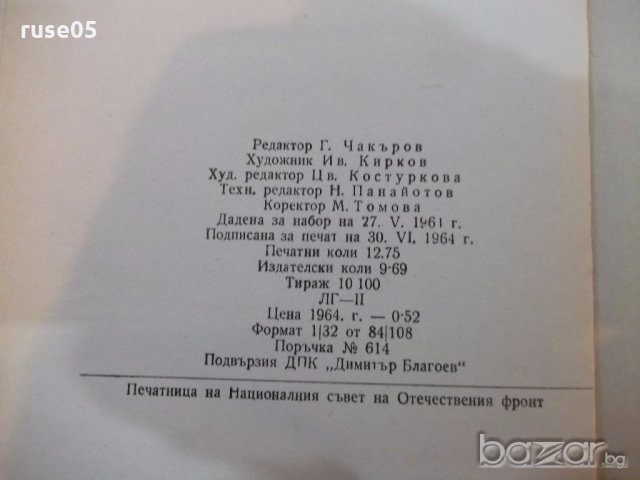 ruse05
Редактор Г. Чакъров
Художник Ив. Кирков
Худ. редактор Цв. Костуркова
Техн. редактор Н. Панайотов
Коректор М. Томова
Дадена за набор на 27. V. 1961 г.
Подписана за печат на 30. VI. 1964 г.
Печатни коли 12.75
Издателски коли 9·69
Тираж 10 100
ЛГ—II
Цена 1964. г. — 0·52
Формат 1|32 от 84|108
Поръчка № 614
Подвързия ДПК „Димитър Благоев“
Печатница на Националния съвет на Отечествения фронт
bazar.bg